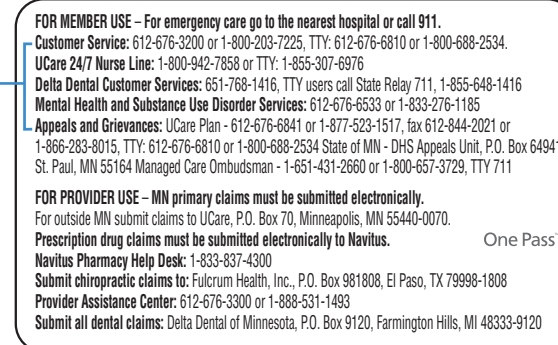 FOR MEMBER USE – For emergency care go to the nearest hospital or call 911.
Customer Service: 612-676-3200 or 1-800-203-7225, TTY: 612-676-6810 or 1-800-688-2534.
UCare 24/7 Nurse Line: 1-800-942-7858 or TTY: 1-855-307-6976
Delta Dental Customer Services: 651-768-1416, TTY users call State Relay 711, 1-855-648-1416
Mental Health and Substance Use Disorder Services: 612-676-6533 or 1-833-276-1185
Appeals and Grievances: UCare Plan - 612-676-6841 or 1-877-523-1517, fax 612-844-2021 or
1-866-283-8015, TTY: 612-676-6810 or 1-800-688-2534 State of MN - DHS Appeals Unit, P.O. Box 64941
St. Paul, MN 55164 Managed Care Ombudsman - 1-651-431-2660 or 1-800-657-3729, TTY 711
FOR PROVIDER USE – MN primary claims must be submitted electronically.
For outside MN submit claims to UCare, P.O. Box 70, Minneapolis, MN 55440-0070.
Prescription drug claims must be submitted electronically to Navitus.
One Pass
Navitus Pharmacy Help Desk: 1-833-837-4300
Submit chiropractic claims to: Fulcrum Health, Inc., P.O. Box 981808, El Paso, TX 79998-1808
Provider Assistance Center: 612-676-3300 or 1-888-531-1493
Submit all dental claims: Delta Dental of Minnesota, P.O. Box 9120, Farmington Hills, MI 48333-9120